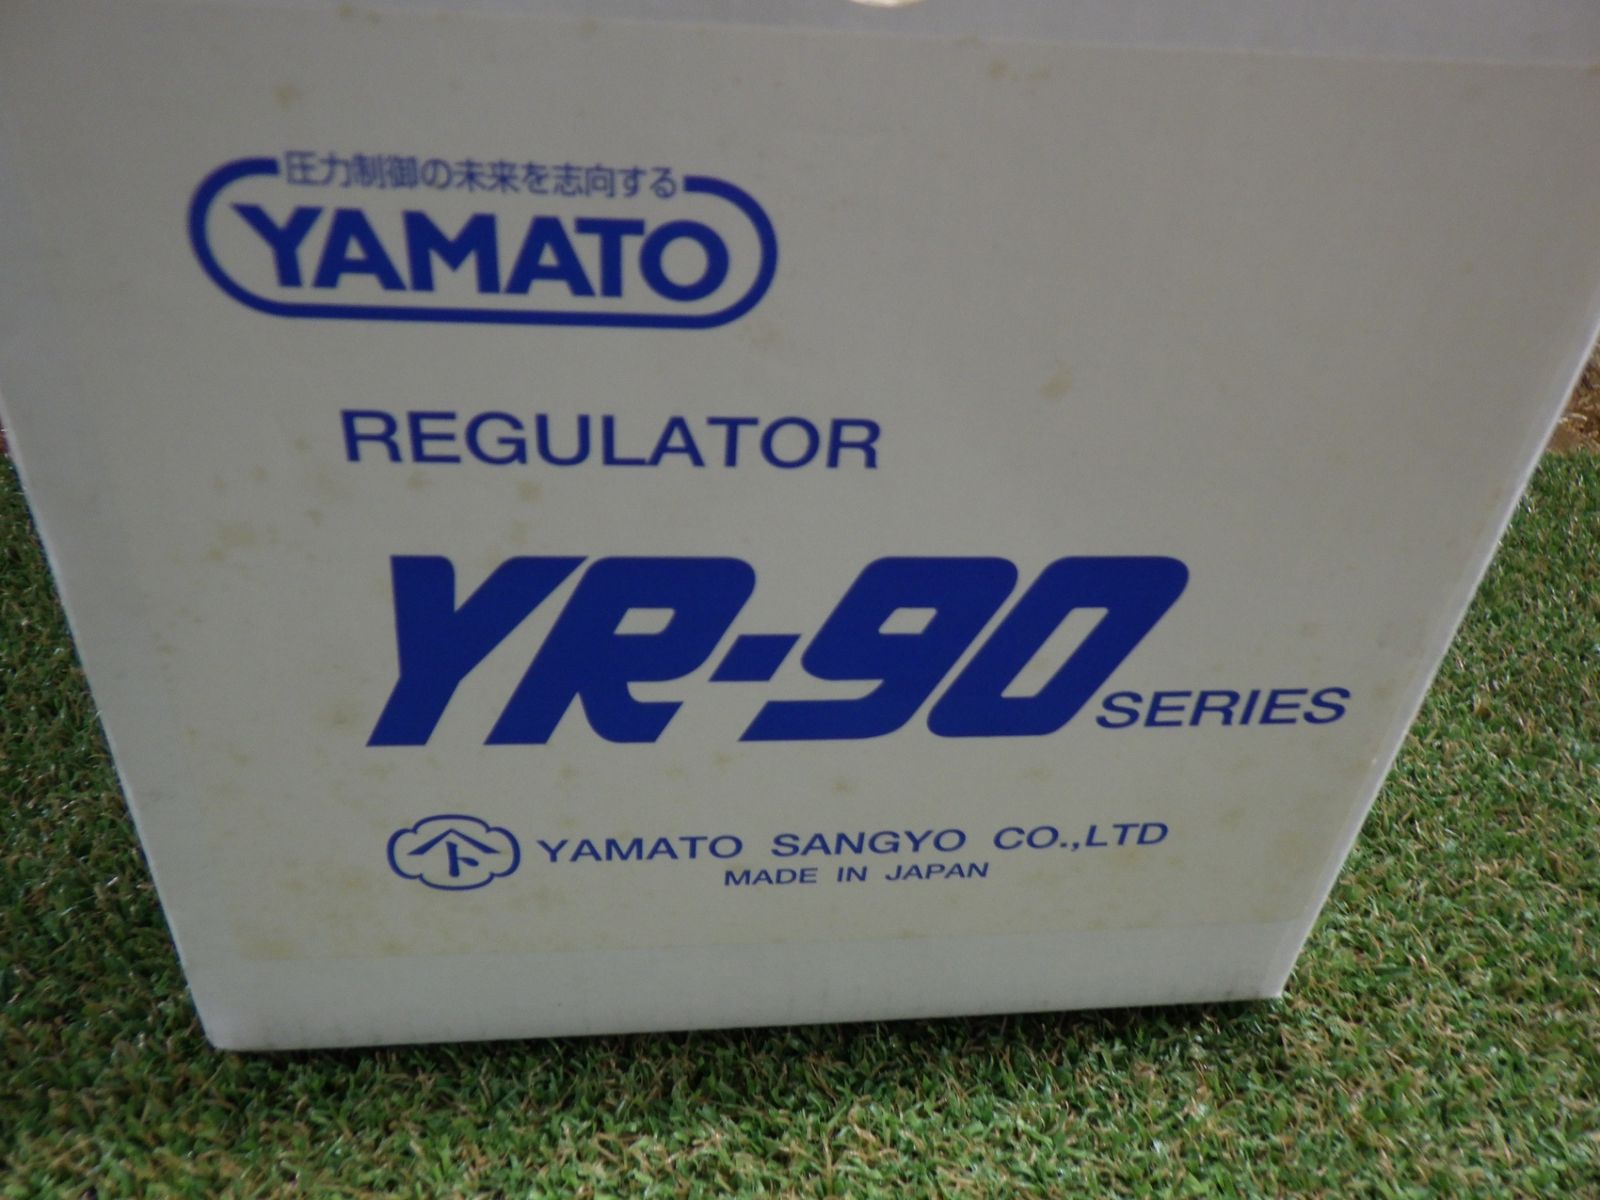 圧力制御の未来を志向する
YAMATO
REGULATOR
YR-90 SERIES
YAMATO SANGYO CO.,LTD
MADE IN JAPAN